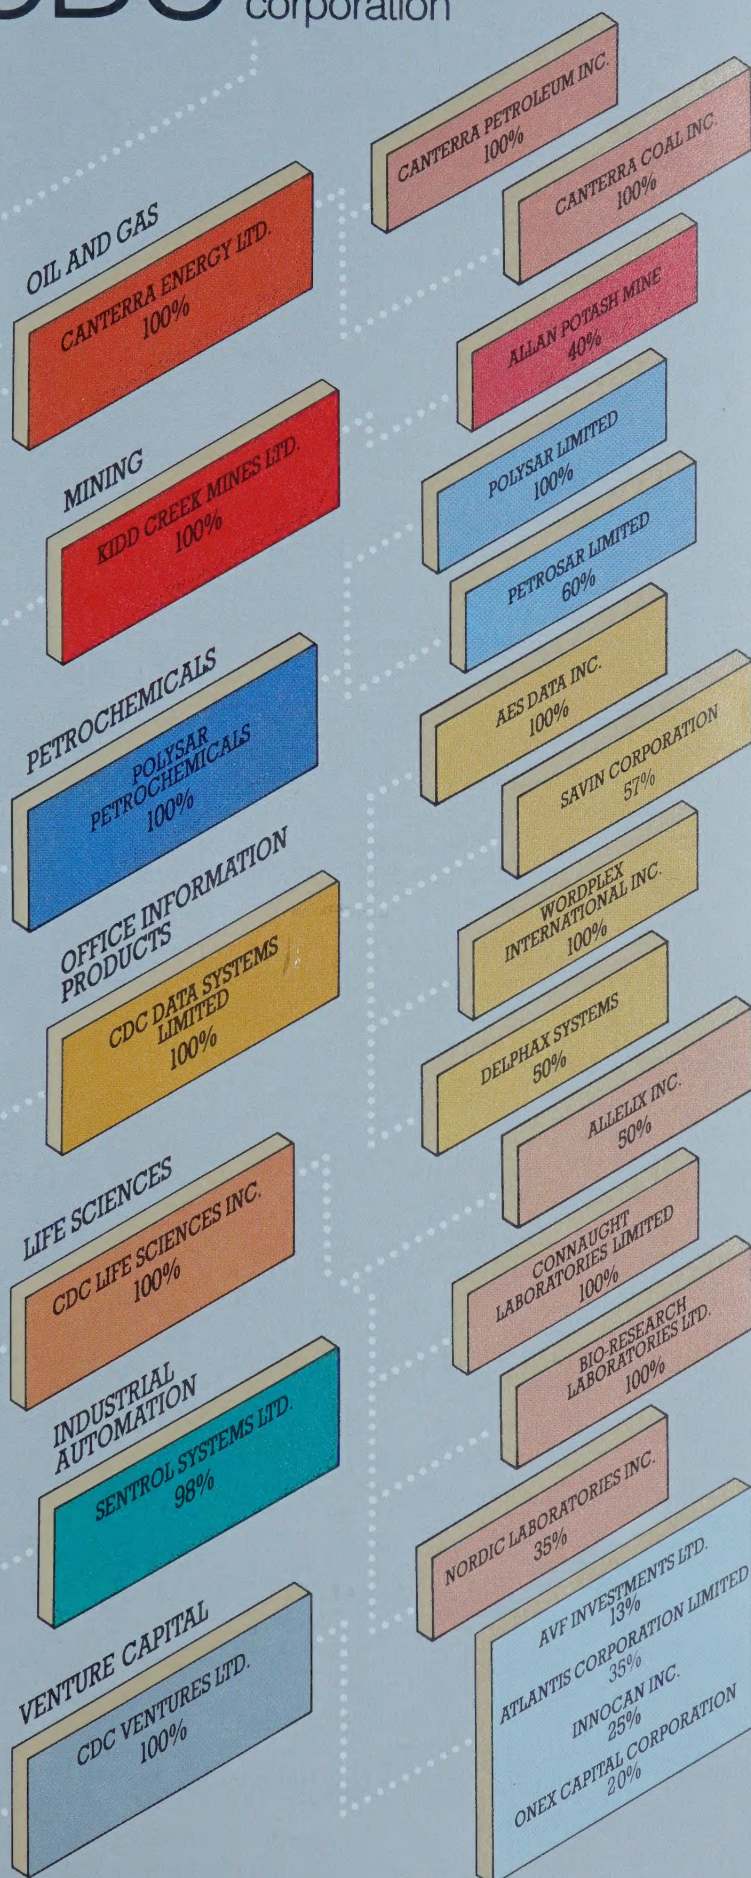 CDC corporation
OIL AND GAS
CANTERRA ENERGY LTD.
100%
CANTERRA PETROLEUM INC.
100%
CANTERRA COAL INC.
100%
MINING
KIDD CREEK MINES LTD.
100%
ALLAN POTASH MINE
40%
PETROCHEMICALS
POLYSAR
PETROCHEMICALS
100%
POLYSAR LIMITED
100%
PETROSAR LIMITED
60%
OFFICE INFORMATION
PRODUCTS
CDC DATA SYSTEMS
LIMITED
100%
AES DATA INC.
100%
SAVIN CORPORATION
57%
WORDPLEX
INTERNATIONAL INC.
100%
DELPHAX SYSTEMS
50%
LIFE SCIENCES
CDC LIFE SCIENCES INC.
100%
ALLELIX INC.
50%
CONNAUGHT
LABORATORIES LIMITED
100%
BIO-RESEARCH
LABORATORIES LTD.
100%
NORDIC LABORATORIES INC.
35%
INDUSTRIAL
AUTOMATION
SENTROL SYSTEMS LTD.
98%
VENTURE CAPITAL
CDC VENTURES LTD.
100%
AVF INVESTMENTS LTD.
13%
ATLANTIS CORPORATION LIMITED
35%
INNOCAN INC.
25%
ONEX CAPITAL CORPORATION
20%